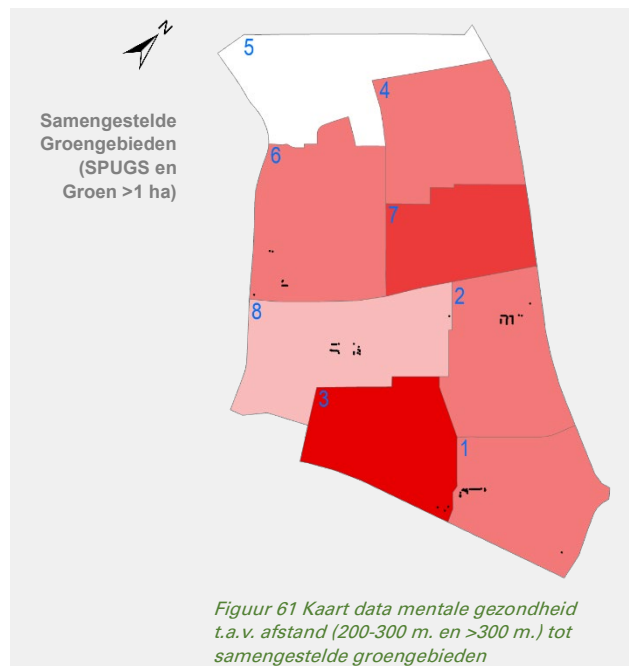 N
5
4
Samengestelde
Groengebieden
(SPUGS en
Groen >1 ha)
6
7
2
8
3
1
Figuur 61 Kaart data mentale gezondheid
t.a.v. afstand (200-300 m. en >300 m.) tot
samengestelde groengebieden